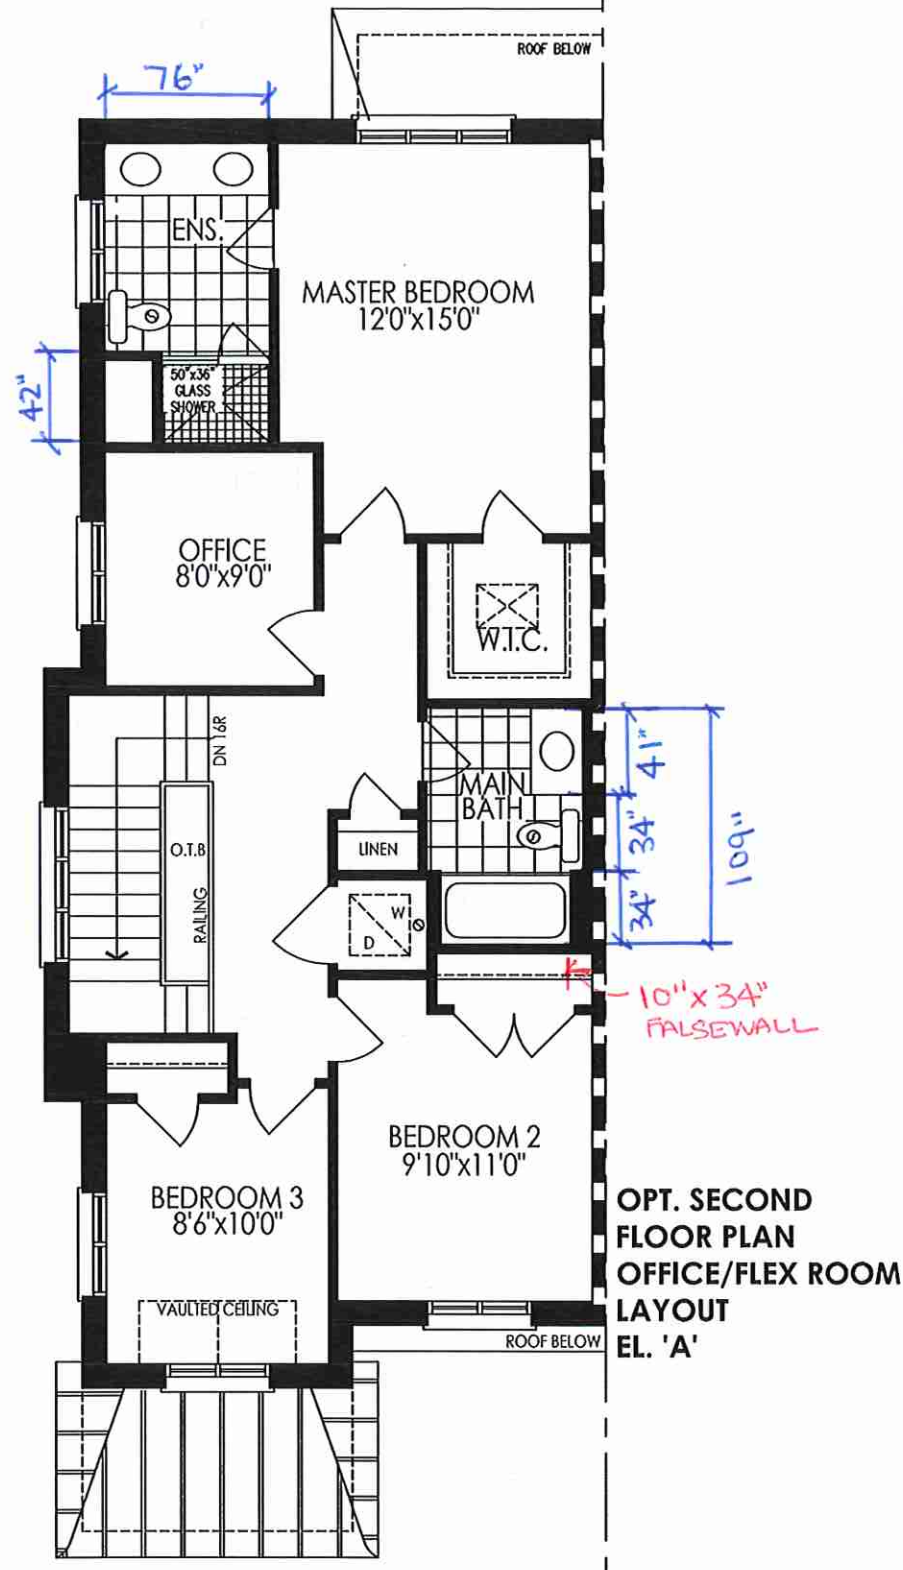 ROOF BELOW
76"
ENS.
MASTER BEDROOM
12'0"x15'0"
50"x36"
GLASS
SHOWER
42"
OFFICE
8'0"x9'0"
W.I.C.
DN 16R
MAIN
BATH
41"
34"
34"
109"
O.T.B
RAILING
LINEN
W
D
10"x34"
FALSEWALL
BEDROOM 2
9'10"x11'0"
BEDROOM 3
8'6"x10'0"
VAULTED CEILING
ROOF BELOW
OPT. SECOND
FLOOR PLAN
OFFICE/FLEX ROOM
LAYOUT
EL. 'A'